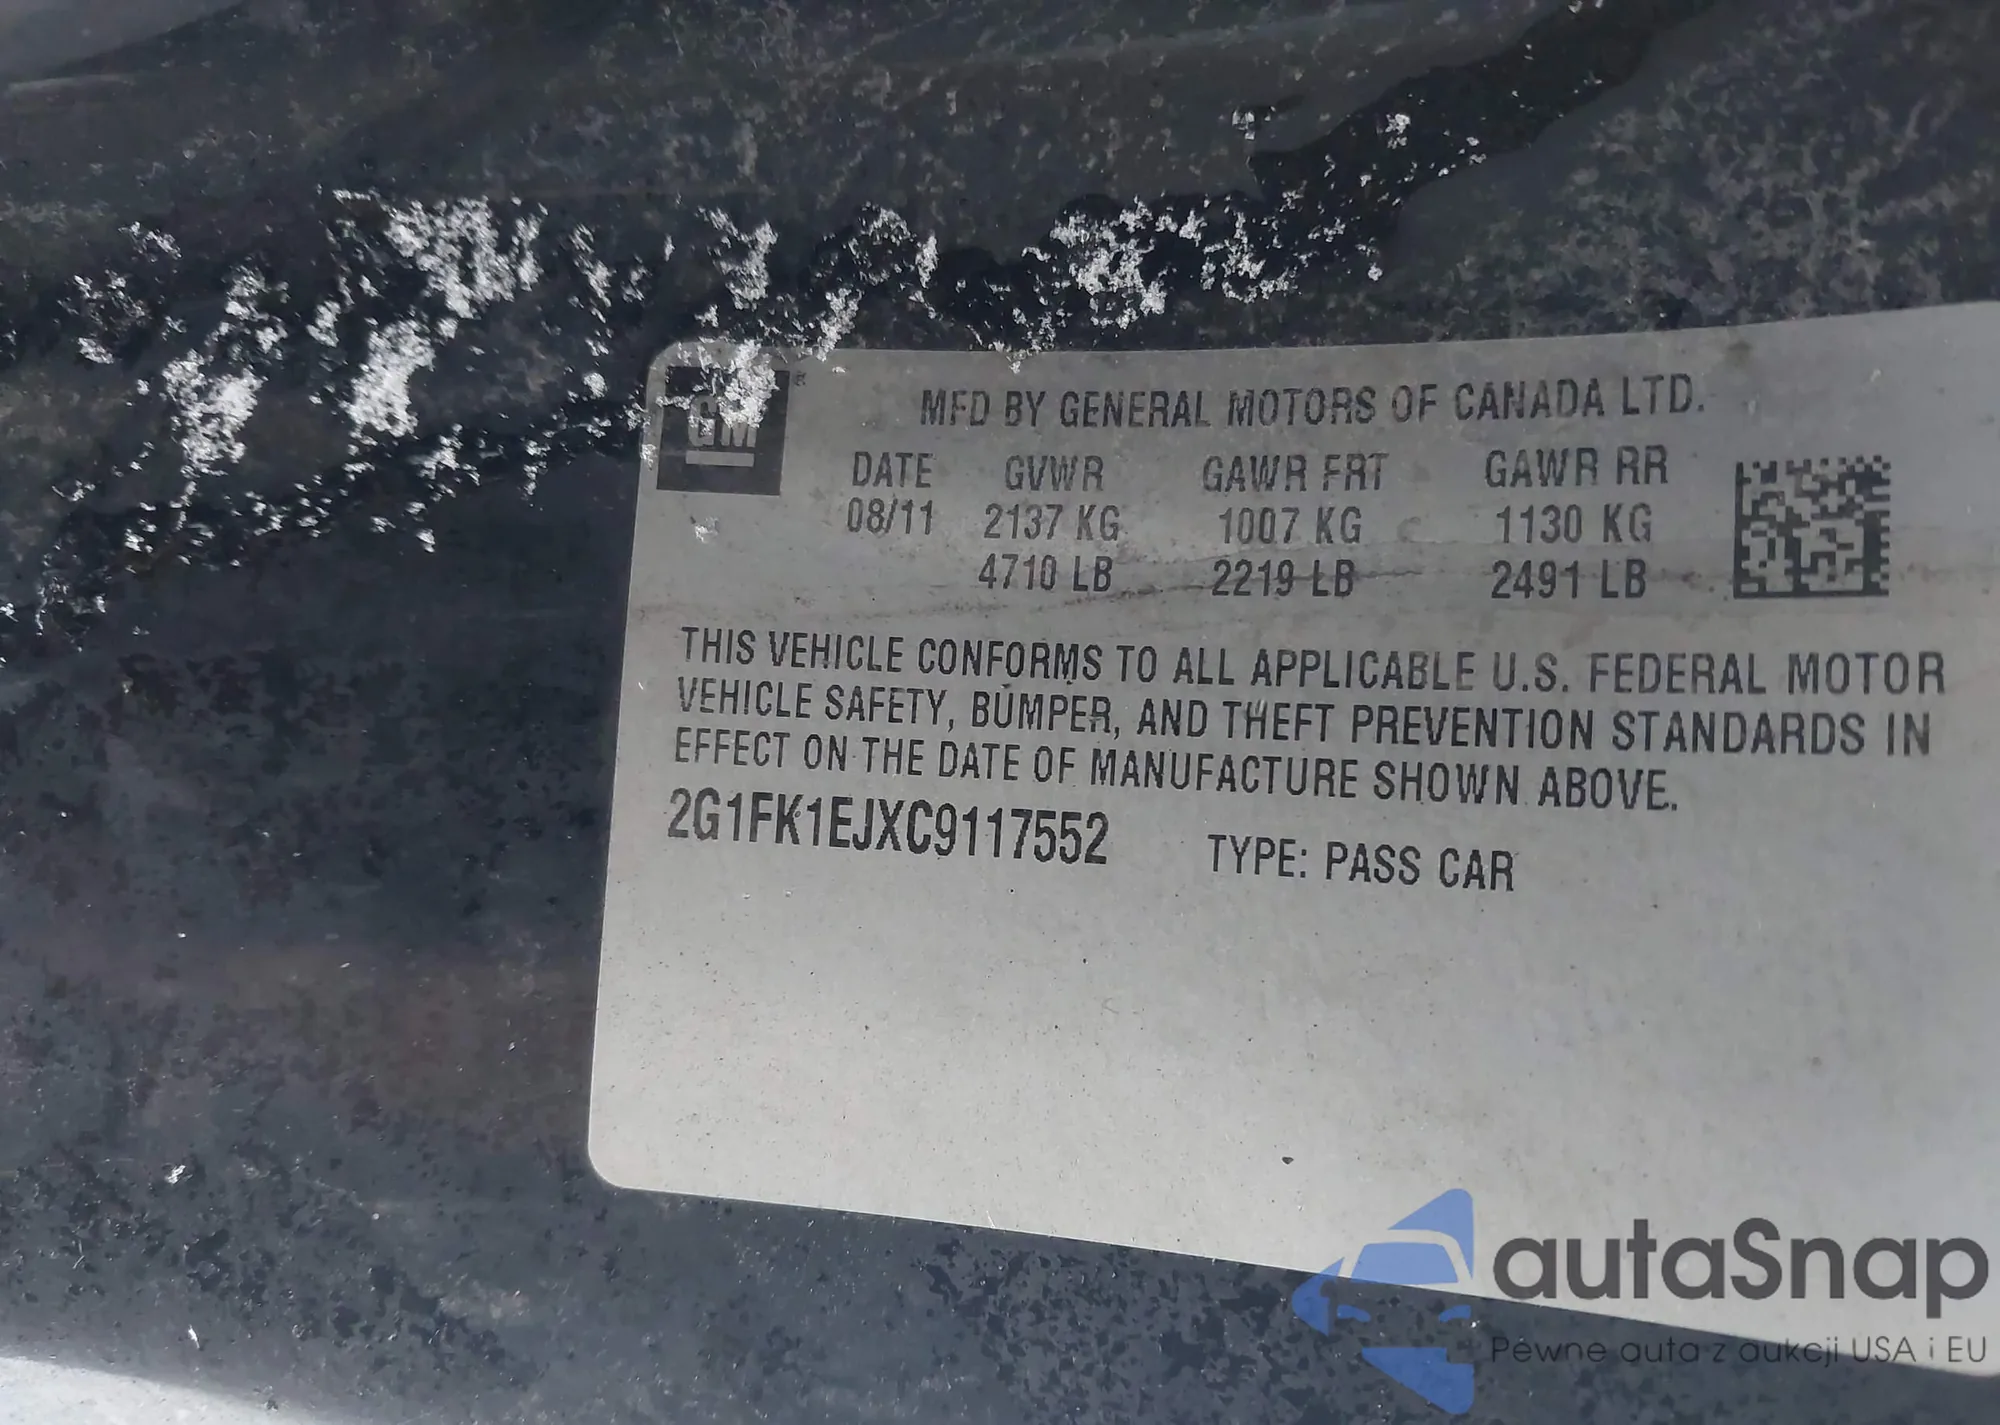 GM
MFD BY GENERAL MOTORS OF CANADA LTD.
DATE GVWR GAWR FRT GAWR RR
08/11 2137 KG 1007 KG 1130 KG
4710 LB 2219 LB 2491 LB
THIS VEHICLE CONFORMS TO ALL APPLICABLE U.S. FEDERAL MOTOR
VEHICLE SAFETY, BUMPER, AND THEFT PREVENTION STANDARDS IN
EFFECT ON THE DATE OF MANUFACTURE SHOWN ABOVE.
2G1FK1EJXC9117552 TYPE: PASS CAR
autaSnap
Pewne auta z aukcji USA i EU